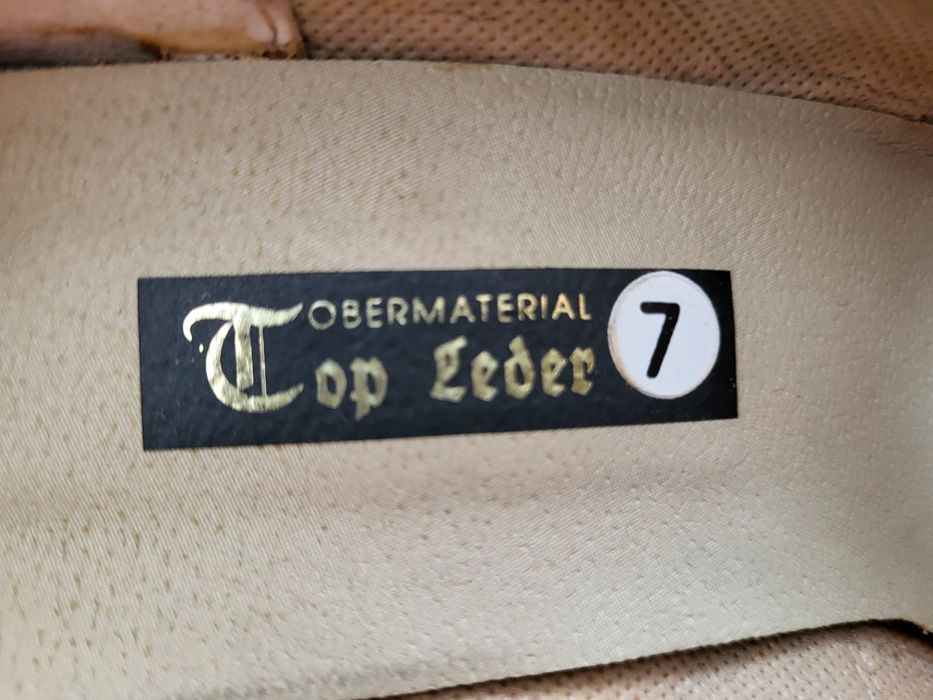 OBERMATERIAL
Top Leder
7